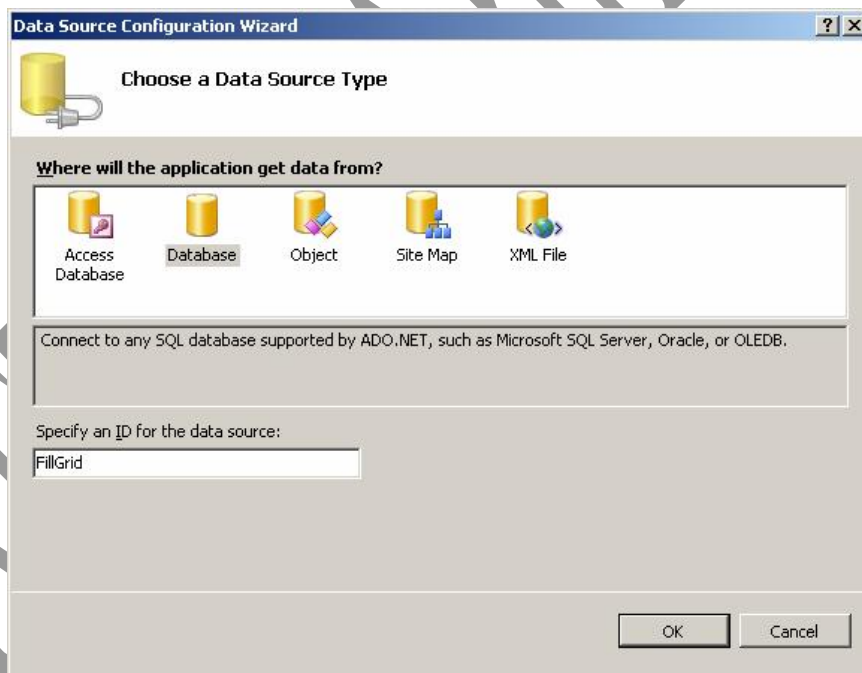 Data Source Configuration Wizard
Choose a Data Source Type
Where will the application get data from?
Access Database
Database
Object
Site Map
XML File
Connect to any SQL database supported by ADO.NET, such as Microsoft SQL Server, Oracle, or OLEDB.
Specify an ID for the data source:
FillGrid
OK
Cancel